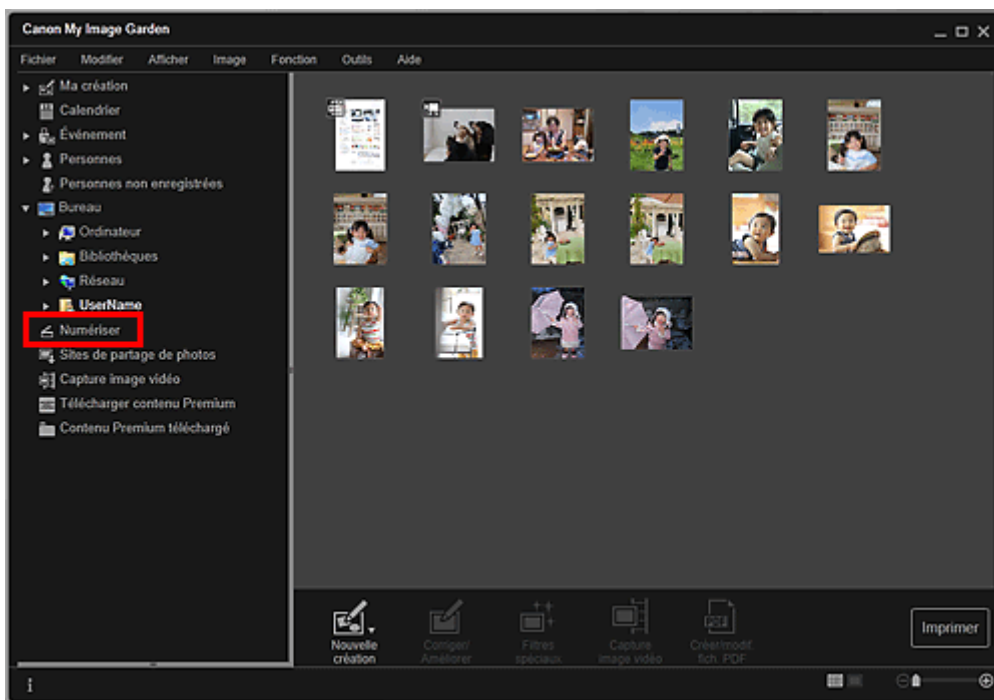 Canon My Image Garden
Fichier Modifier Afficher Image Fonction Outils Aide
Ma création
Calendrier
Événement
Personnes
Personnes non enregistrées
Bureau
Ordinateur
Bibliothèques
Réseau
UserName
Numériser
Sites de partage de photos
Capture image vidéo
Télécharger contenu Premium
Contenu Premium téléchargé
Nouvelle
création
Corriger/
Améliorer
Filtres
spéciaux
Capture
image vidéo
PDF
Créer/modif.
fich. PDF
Imprimer